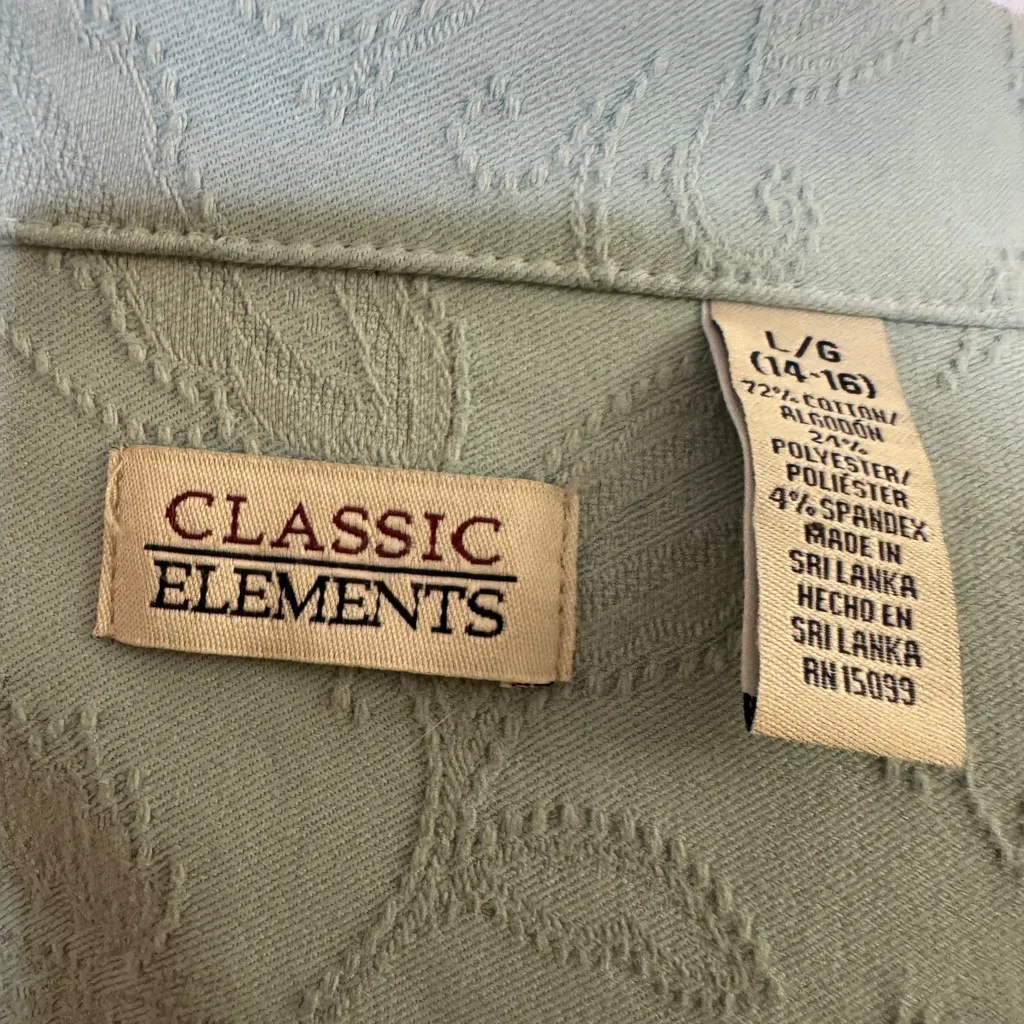 CLASSIC
ELEMENTS
L/G
(14-16)
72% COTTON/
ALGODÓN
24%
POLYESTER/
POLIÉSTER
4% SPANDEX
MADE IN
SRI LANKA
HECHO EN
SRI LANKA
RN 15099